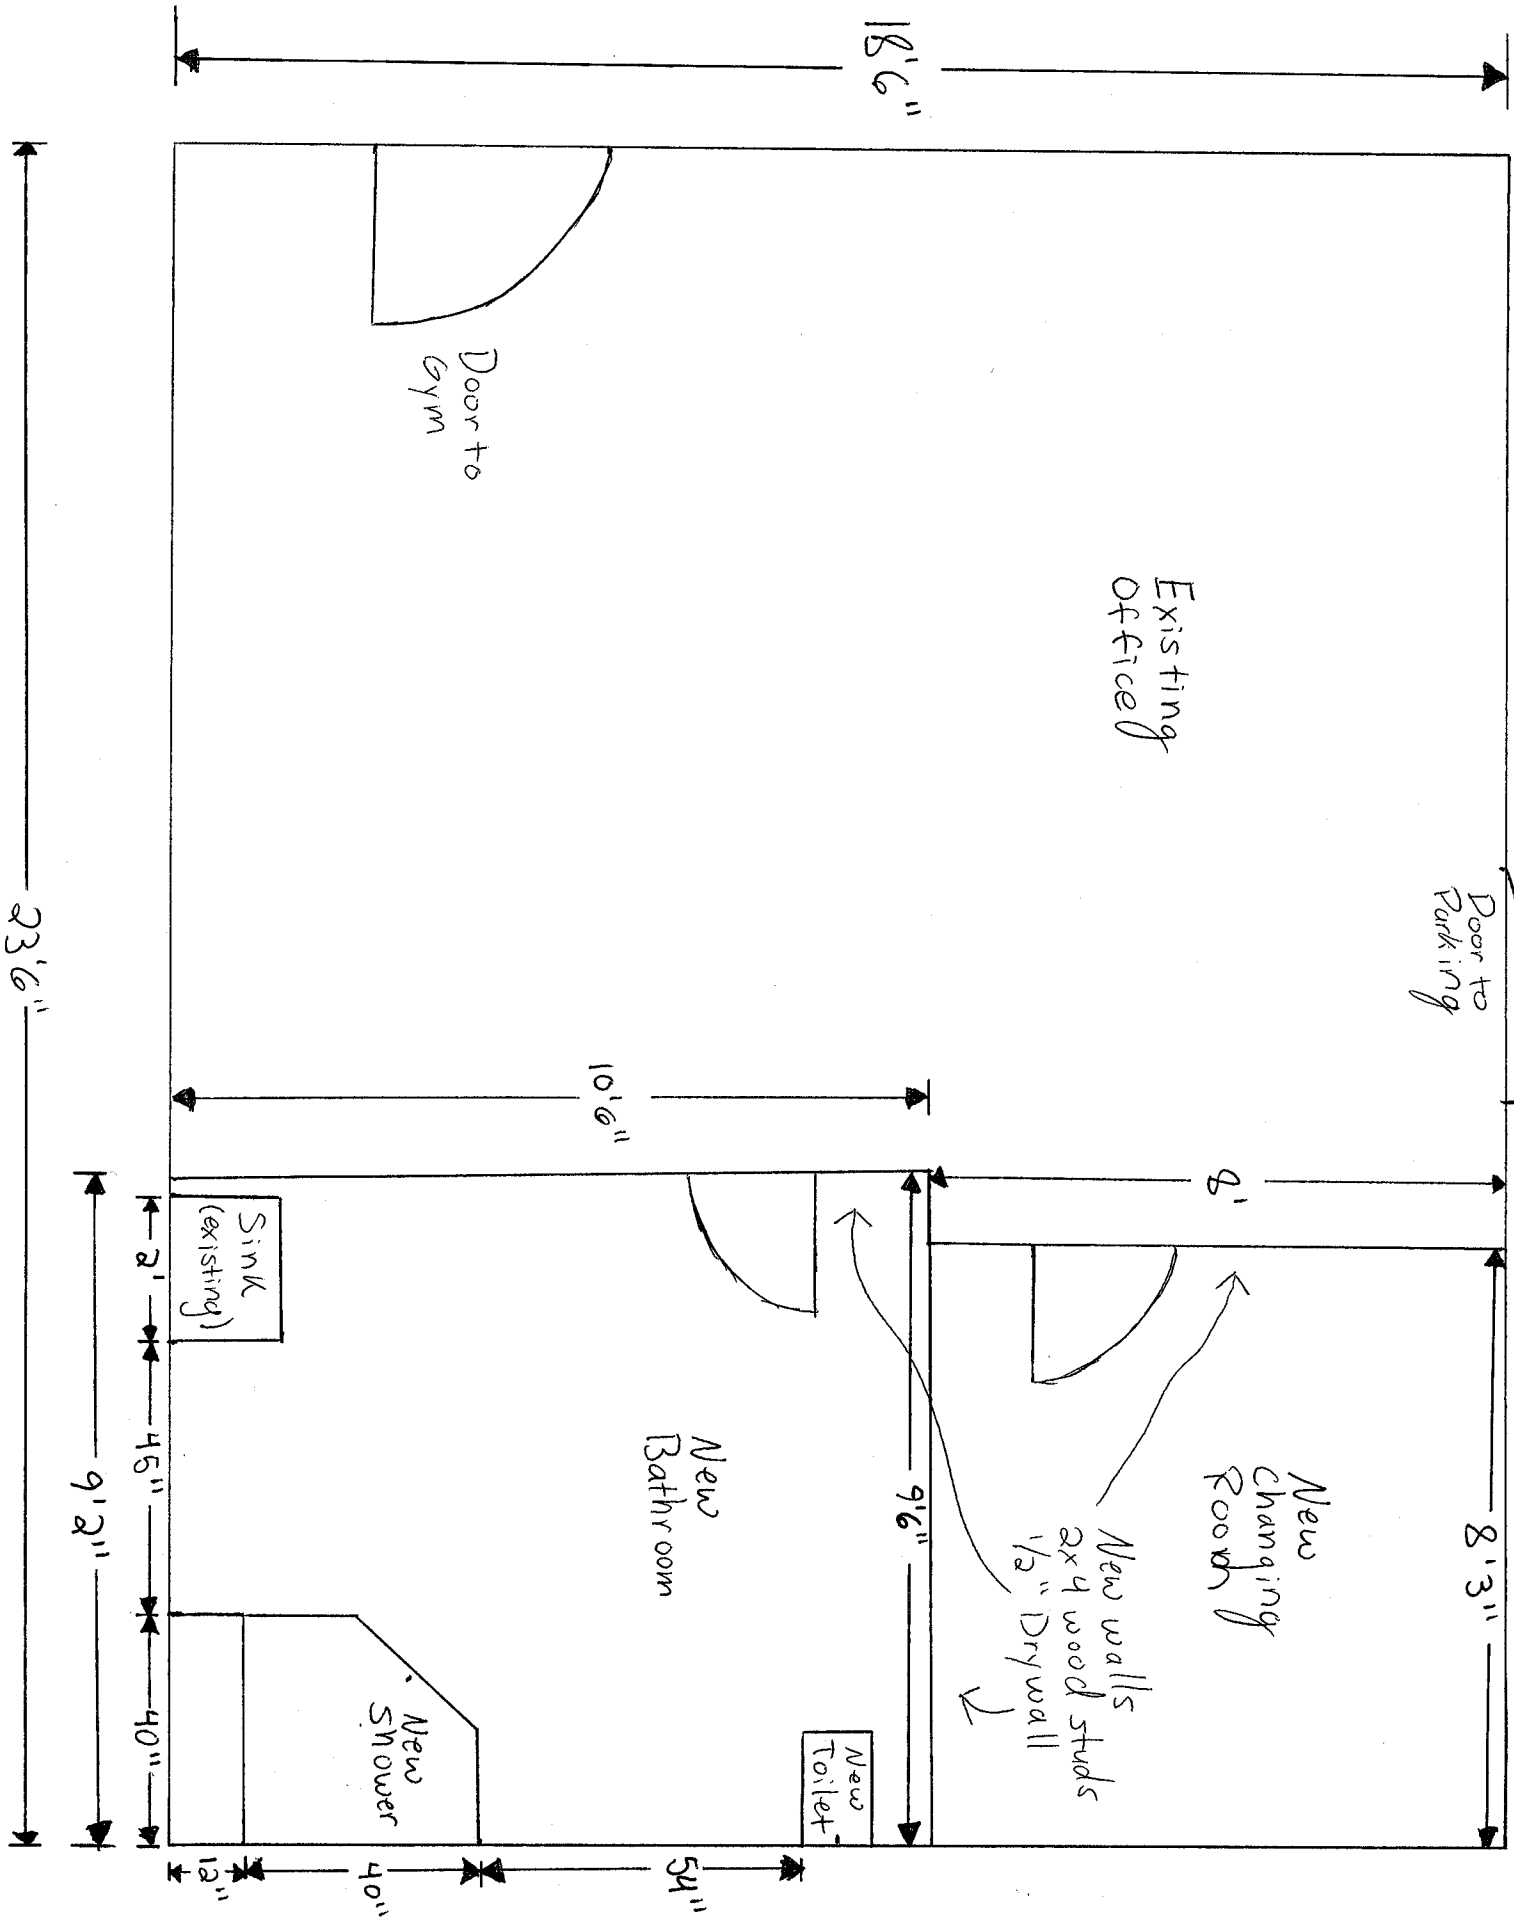 18'6"
Door to
Gym
Existing
Office
Door to
Parking
23'6"
10'6"
8'
Sink
(existing)
2'
45"
40"
9'2"
New
Bathroom
9'6"
New
Changing
Room
8'3"
New walls
2x4 wood studs
1/2" Drywall
New
Shower
New
Toilet
12"
40"
54"